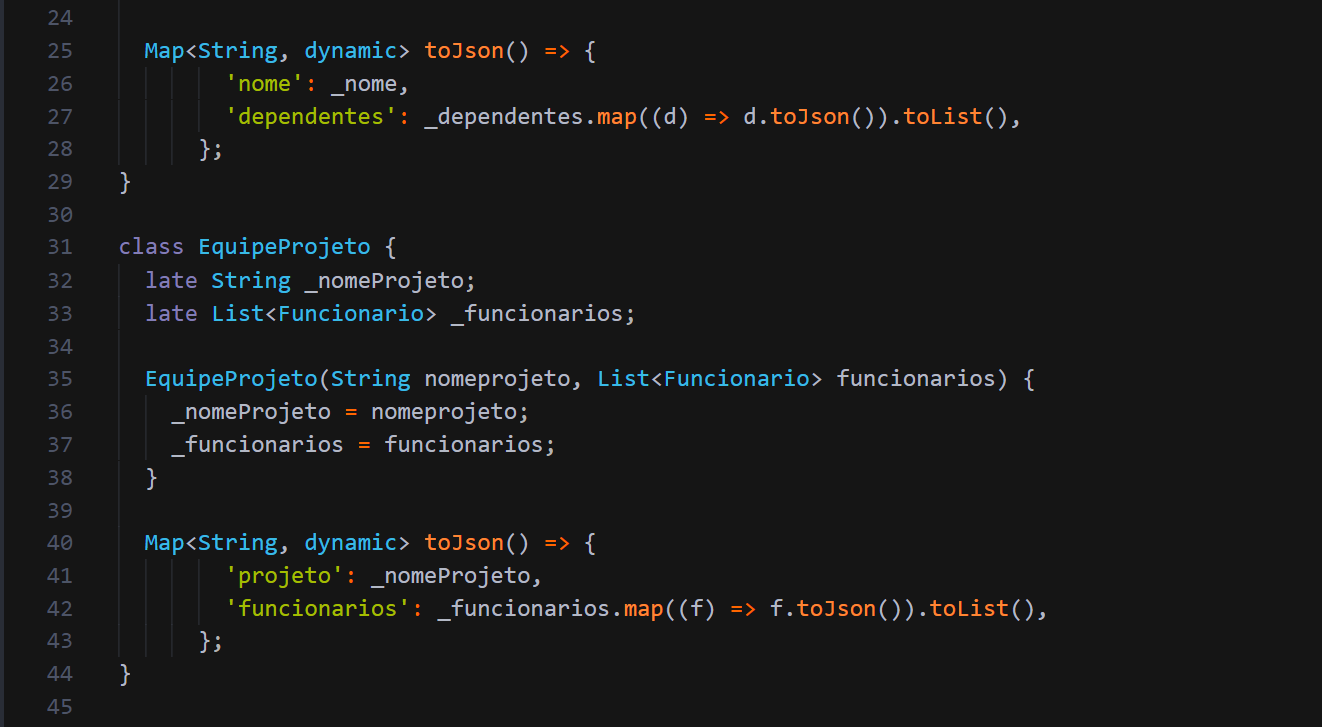 24
25 Map<String, dynamic> toJson() => {
26 'nome': _nome,
27 'dependentes': _dependentes.map((d) => d.toJson()).toList(),
28 };
29 }
30
31 class EquipeProjeto {
32 late String _nomeProjeto;
33 late List<Funcionario> _funcionarios;
34
35 EquipeProjeto(String nomeprojeto, List<Funcionario> funcionarios) {
36 _nomeProjeto = nomeprojeto;
37 _funcionarios = funcionarios;
38 }
39
40 Map<String, dynamic> toJson() => {
41 'projeto': _nomeProjeto,
42 'funcionarios': _funcionarios.map((f) => f.toJson()).toList(),
43 };
44 }
45